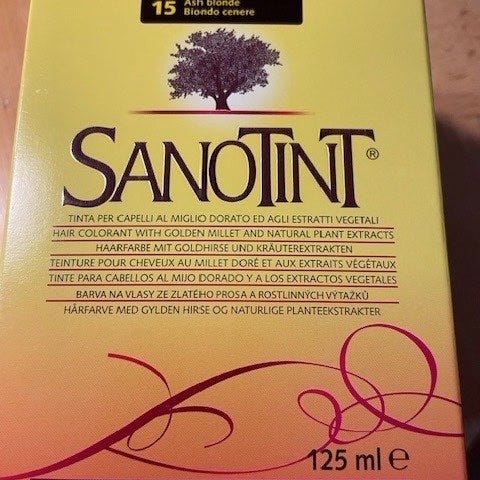 15 Ash blonde
Biondo cenere
SANOTINT®
TINTA PER CAPELLI AL MIGLIO DORATO ED AGLI ESTRATTI VEGETALI
HAIR COLORANT WITH GOLDEN MILLET AND NATURAL PLANT EXTRACTS
HAARFARBE MIT GOLDHIRSE UND KRÄUTEREXTRAKTEN
TEINTURE POUR CHEVEUX AU MILLET DORÉ ET AUX EXTRAITS VÉGÉTAUX
TINTE PARA CABELLOS AL MIJO DORADO Y A LOS EXTRACTOS VEGETALES
BARVA NA VLASY ZE ZLATÉHO PROSA A ROSTLINNÝCH VÝTAŽKŮ
HÅRFARVE MED GYLDEN HIRSE OG NATURLIGE PLANTEEKSTRAKTER
125 ml ℮